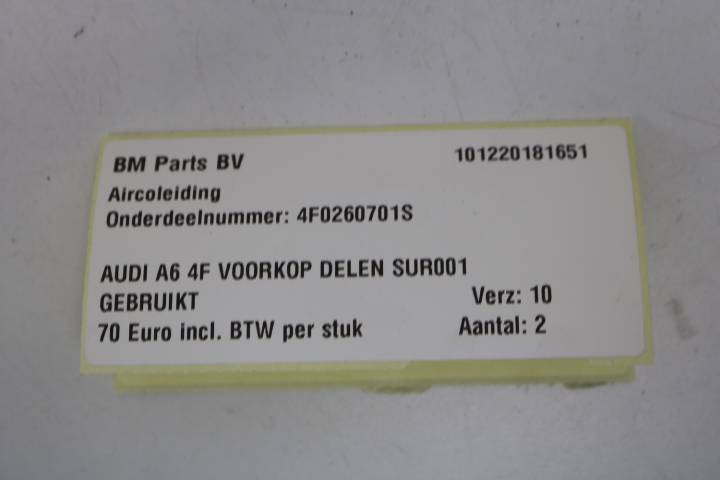 BM Parts BV 101220181651
Aircoleiding
Onderdeelnummer: 4F0260701S
AUDI A6 4F VOORKOP DELEN SUR001
GEBRUIKT Verz: 10
70 Euro incl. BTW per stuk Aantal: 2